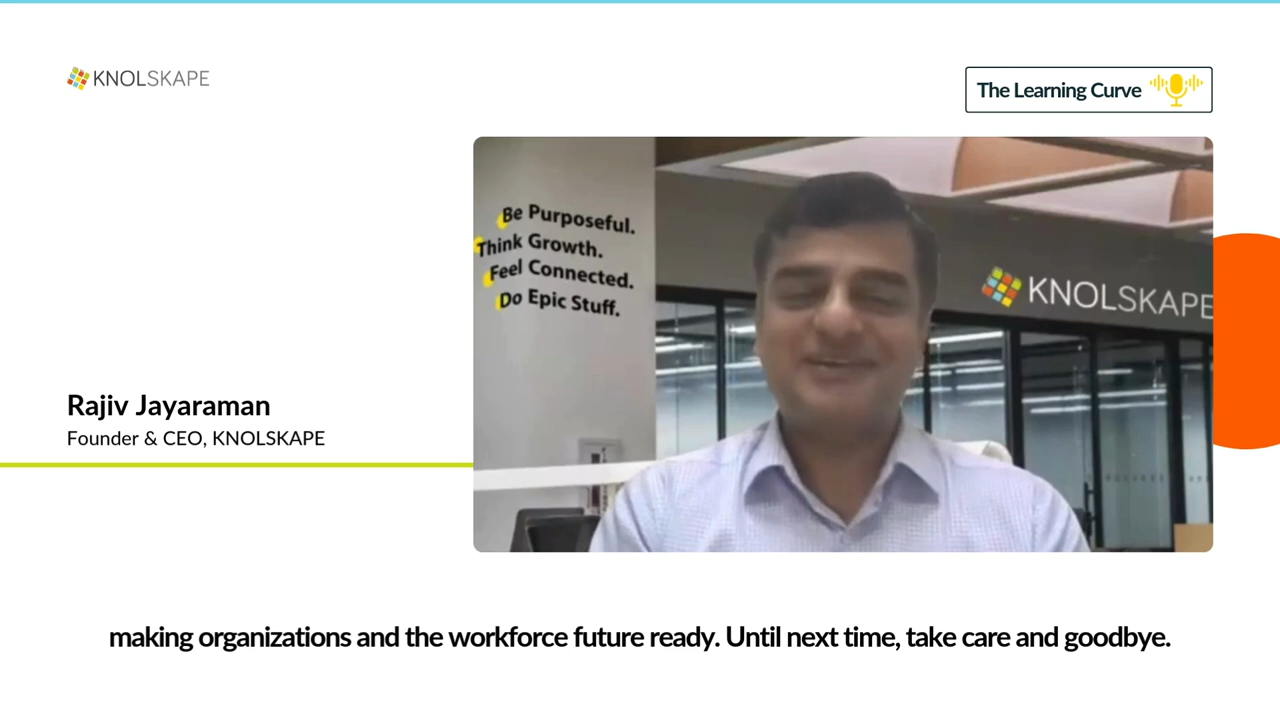 KNOLSKAPE
The Learning Curve
Be Purposeful.
Think Growth.
Feel Connected.
Do Epic Stuff.
KNOLSKAPE
Rajiv Jayaraman
Founder & CEO, KNOLSKAPE
making organizations and the workforce future ready. Until next time, take care and goodbye.